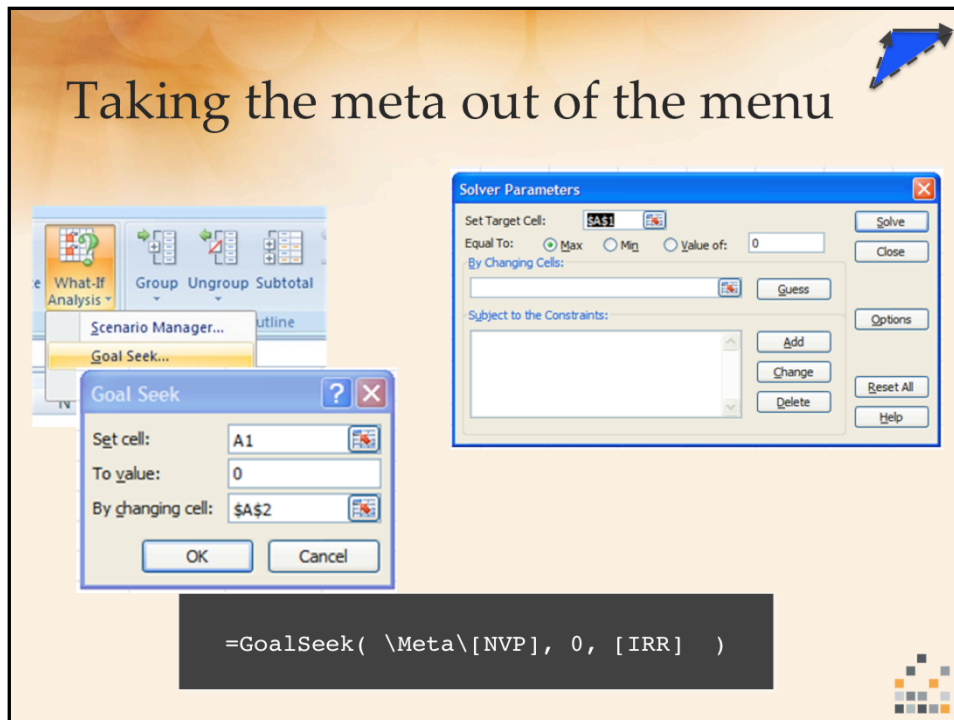 Taking the meta out of the menu
What-If
Analysis
Group Ungroup Subtotal
utline
Scenario Manager...
Goal Seek...
N
Goal Seek
Set cell: A1
To value: 0
By changing cell: $A$2
OK Cancel
Solver Parameters
Set Target Cell: $A$1
Solve
Equal To: Max Min Value of: 0
Close
By Changing Cells:
Guess
Subject to the Constraints:
Options
Add
Change
Reset All
Delete
Help
=GoalSeek( \Meta\[NVP], 0, [IRR] )